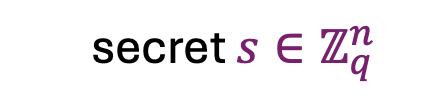 secret s ∈ ℤ_q^n